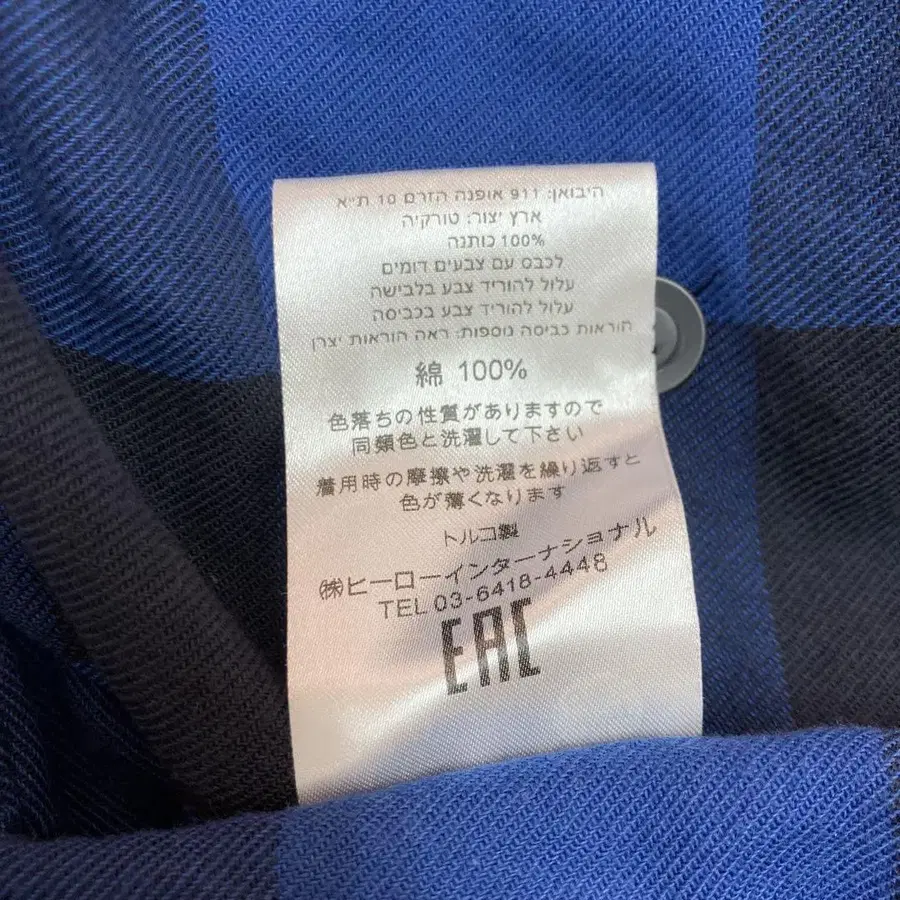 היבואן: 911 אופנה הזרם 10 ת"א
ארץ יצור: טורקיה
100% כותנה
לכבס עם צבעים דומים
עלול להוריד צבע בלבישה
עלול להוריד צבע בכביסה
הוראות כביסה נוספות: ראה הוראות יצרן
綿 100%
色落ちの性質がありますので
同類色と洗濯して下さい
着用時の摩擦や洗濯を繰り返すと
色が薄くなります
トルコ製
㈱ヒーローインターナショナル
TEL 03-6418-4448
EAC